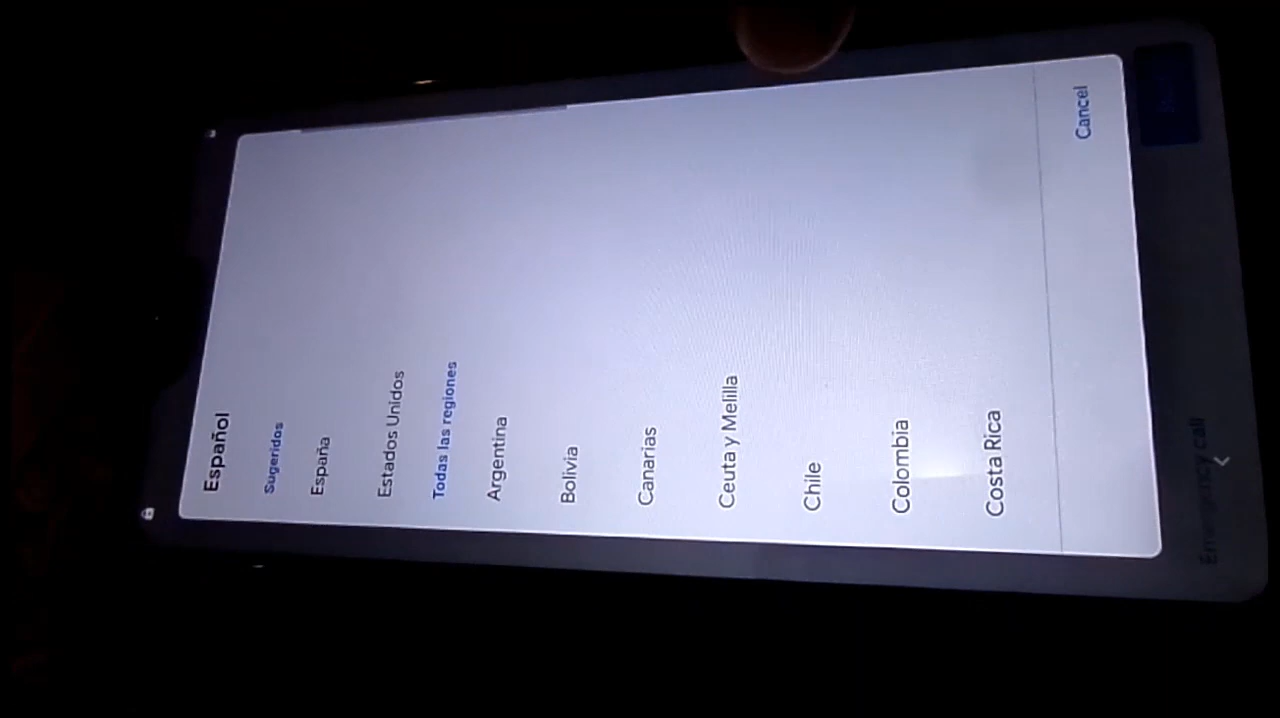 Español
Sugeridos
España
Estados Unidos
Todas las regiones
Argentina
Bolivia
Canarias
Ceuta y Melilla
Chile
Colombia
Costa Rica
Cancel
Emergency call